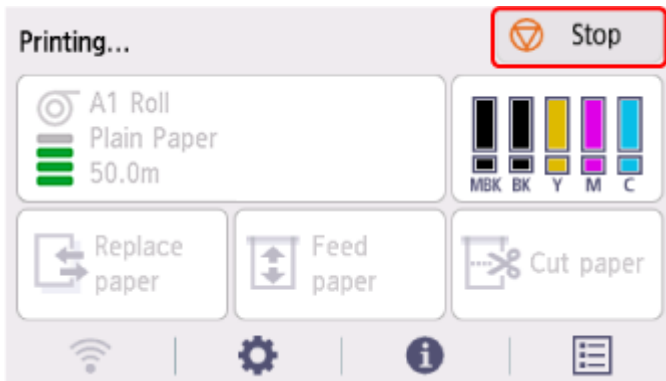 Printing...
Stop
A1 Roll
Plain Paper
50.0m
MBK BK Y M C
Replace
paper
Feed
paper
Cut paper